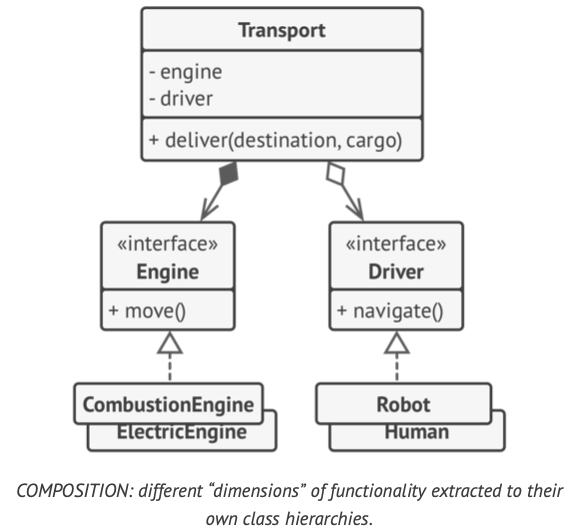 Transport
- engine
- driver
+ deliver(destination, cargo)
«interface» «interface»
Engine Driver
+ move() + navigate()
CombustionEngine Robot
ElectricEngine Human
COMPOSITION: different “dimensions” of functionality extracted to their
own class hierarchies.